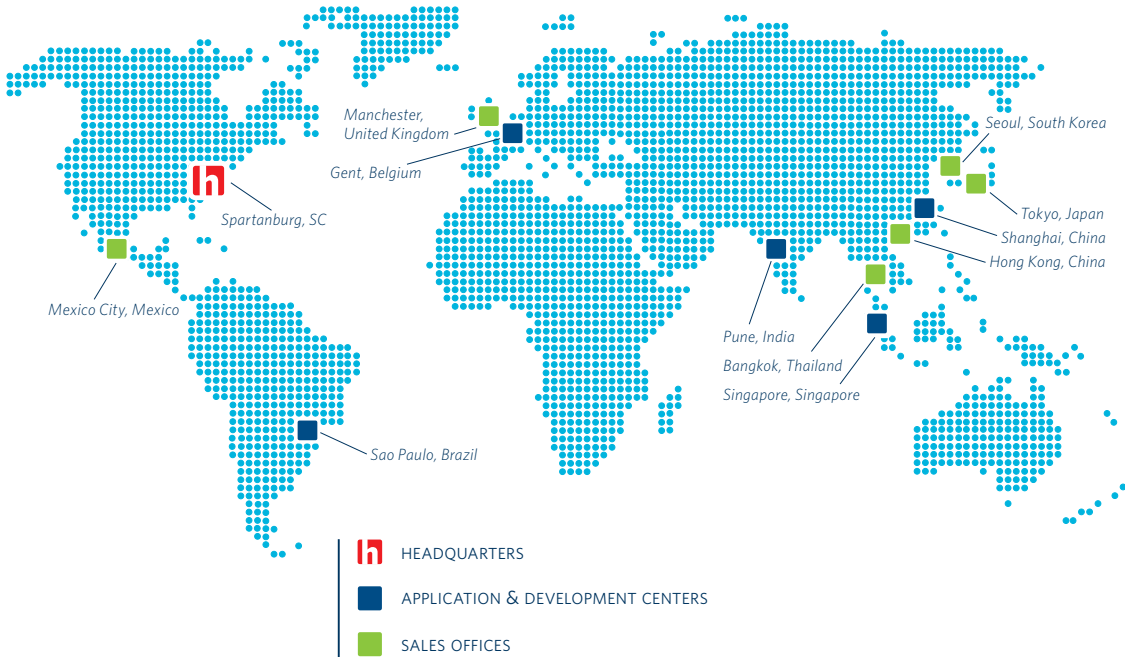 Manchester,
United Kingdom
Gent, Belgium
Seoul, South Korea
h
Spartanburg, SC
Tokyo, Japan
Shanghai, China
Hong Kong, China
Mexico City, Mexico
Pune, India
Bangkok, Thailand
Singapore, Singapore
Sao Paulo, Brazil
h HEADQUARTERS
APPLICATION & DEVELOPMENT CENTERS
SALES OFFICES